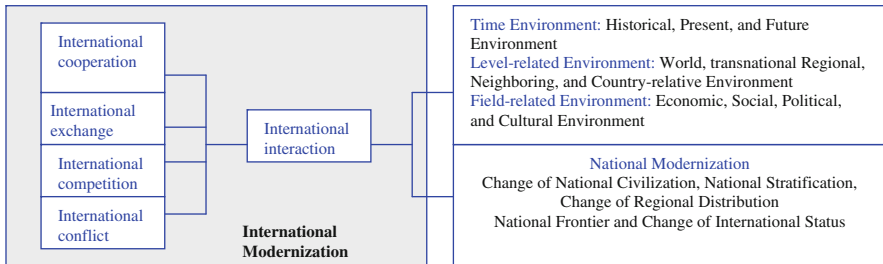 International
cooperation
International
exchange
International
competition
International
conflict
International
interaction
International
Modernization
Time Environment: Historical, Present, and Future
Environment
Level-related Environment: World, transnational Regional,
Neighboring, and Country-relative Environment
Field-related Environment: Economic, Social, Political,
and Cultural Environment
National Modernization
Change of National Civilization, National Stratification,
Change of Regional Distribution
National Frontier and Change of International Status